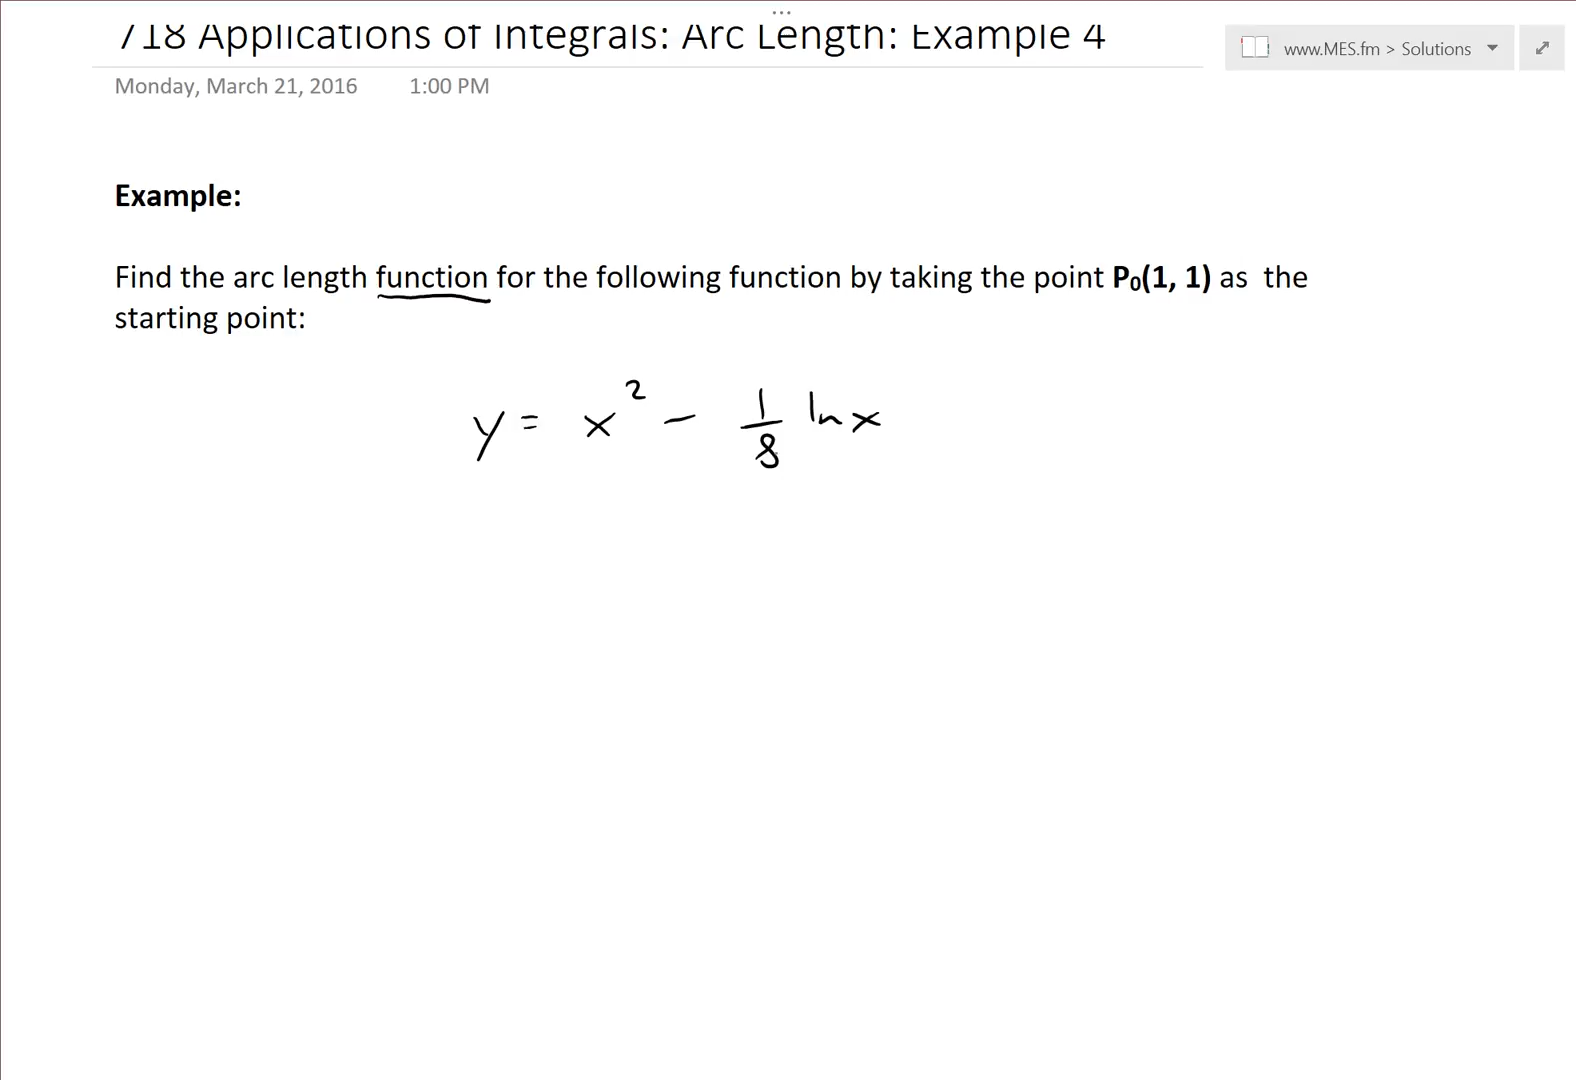 718 Applications of Integrals: Arc Length: Example 4
www.MES.fm > Solutions
Monday, March 21, 2016 1:00 PM
Example:
Find the arc length function for the following function by taking the point P₀(1, 1) as the
starting point:
y = x² - 1/8 ln x